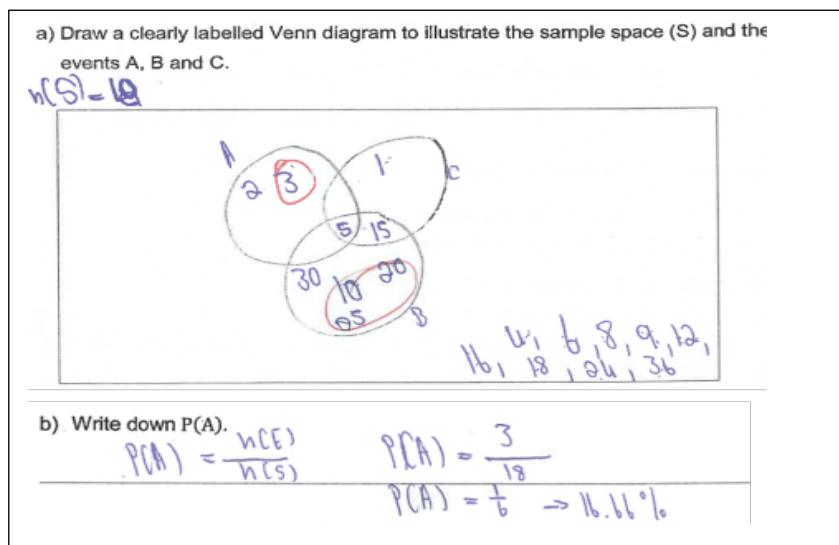 a) Draw a clearly labelled Venn diagram to illustrate the sample space (S) and the
events A, B and C.
n(S) = 18
A
2 3
1
C
5 15
30 10 20
25
B
4, 6, 8, 9, 12,
16, 18, 24, 36
b) Write down P(A).
P(A) = n(E) / n(S)
P(A) = 3 / 18
P(A) = 1/6 → 16.66%